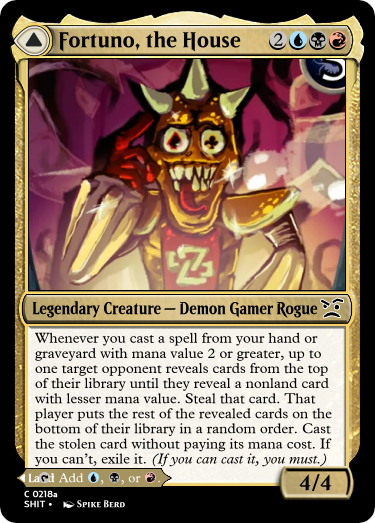 Fortuno, the House 2
Legendary Creature — Demon Gamer Rogue
Whenever you cast a spell from your hand or
graveyard with mana value 2 or greater, up to
one target opponent reveals cards from the top
of their library until they reveal a nonland card
with lesser mana value. Steal that card. That
player puts the rest of the revealed cards on the
bottom of their library in a random order. Cast
the stolen card without paying its mana cost. If
you can't, exile it. (If you can cast it, you must.)
Land Add , , or .
4/4
C 0218a
SHIT • Spike Berd